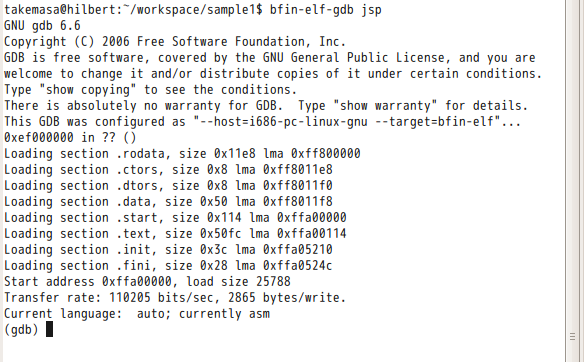 takemasa@hilbert:~/workspace/sample1$ bfin-elf-gdb jsp
GNU gdb 6.6
Copyright (C) 2006 Free Software Foundation, Inc.
GDB is free software, covered by the GNU General Public License, and you are
welcome to change it and/or distribute copies of it under certain conditions.
Type "show copying" to see the conditions.
There is absolutely no warranty for GDB.  Type "show warranty" for details.
This GDB was configured as "--host=i686-pc-linux-gnu --target=bfin-elf"...
0xef000000 in ?? ()
Loading section .rodata, size 0x11e8 lma 0xff800000
Loading section .ctors, size 0x8 lma 0xff8011e8
Loading section .dtors, size 0x8 lma 0xff8011f0
Loading section .data, size 0x50 lma 0xff8011f8
Loading section .start, size 0x114 lma 0xffa00000
Loading section .text, size 0x50fc lma 0xffa00114
Loading section .init, size 0x3c lma 0xffa05210
Loading section .fini, size 0x28 lma 0xffa0524c
Start address 0xffa00000, load size 25788
Transfer rate: 110205 bits/sec, 2865 bytes/write.
Current language:  auto; currently asm
(gdb)